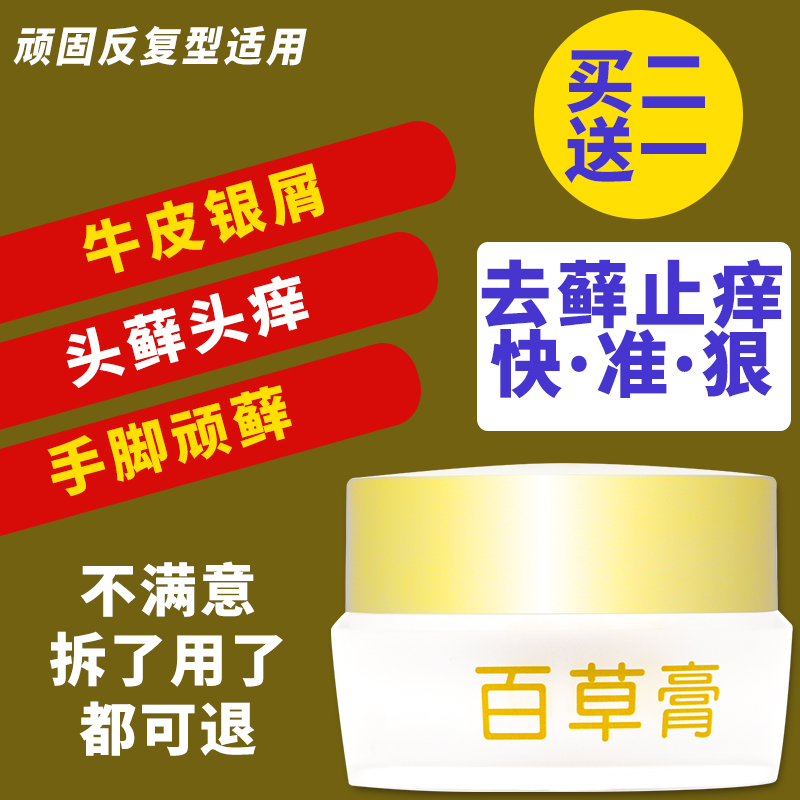 顽固反复型适用
买二
送一
牛皮银屑
头藓头痒
手脚顽藓
去藓止痒
快·准·狠
不满意
拆了用了
都可退
百草膏